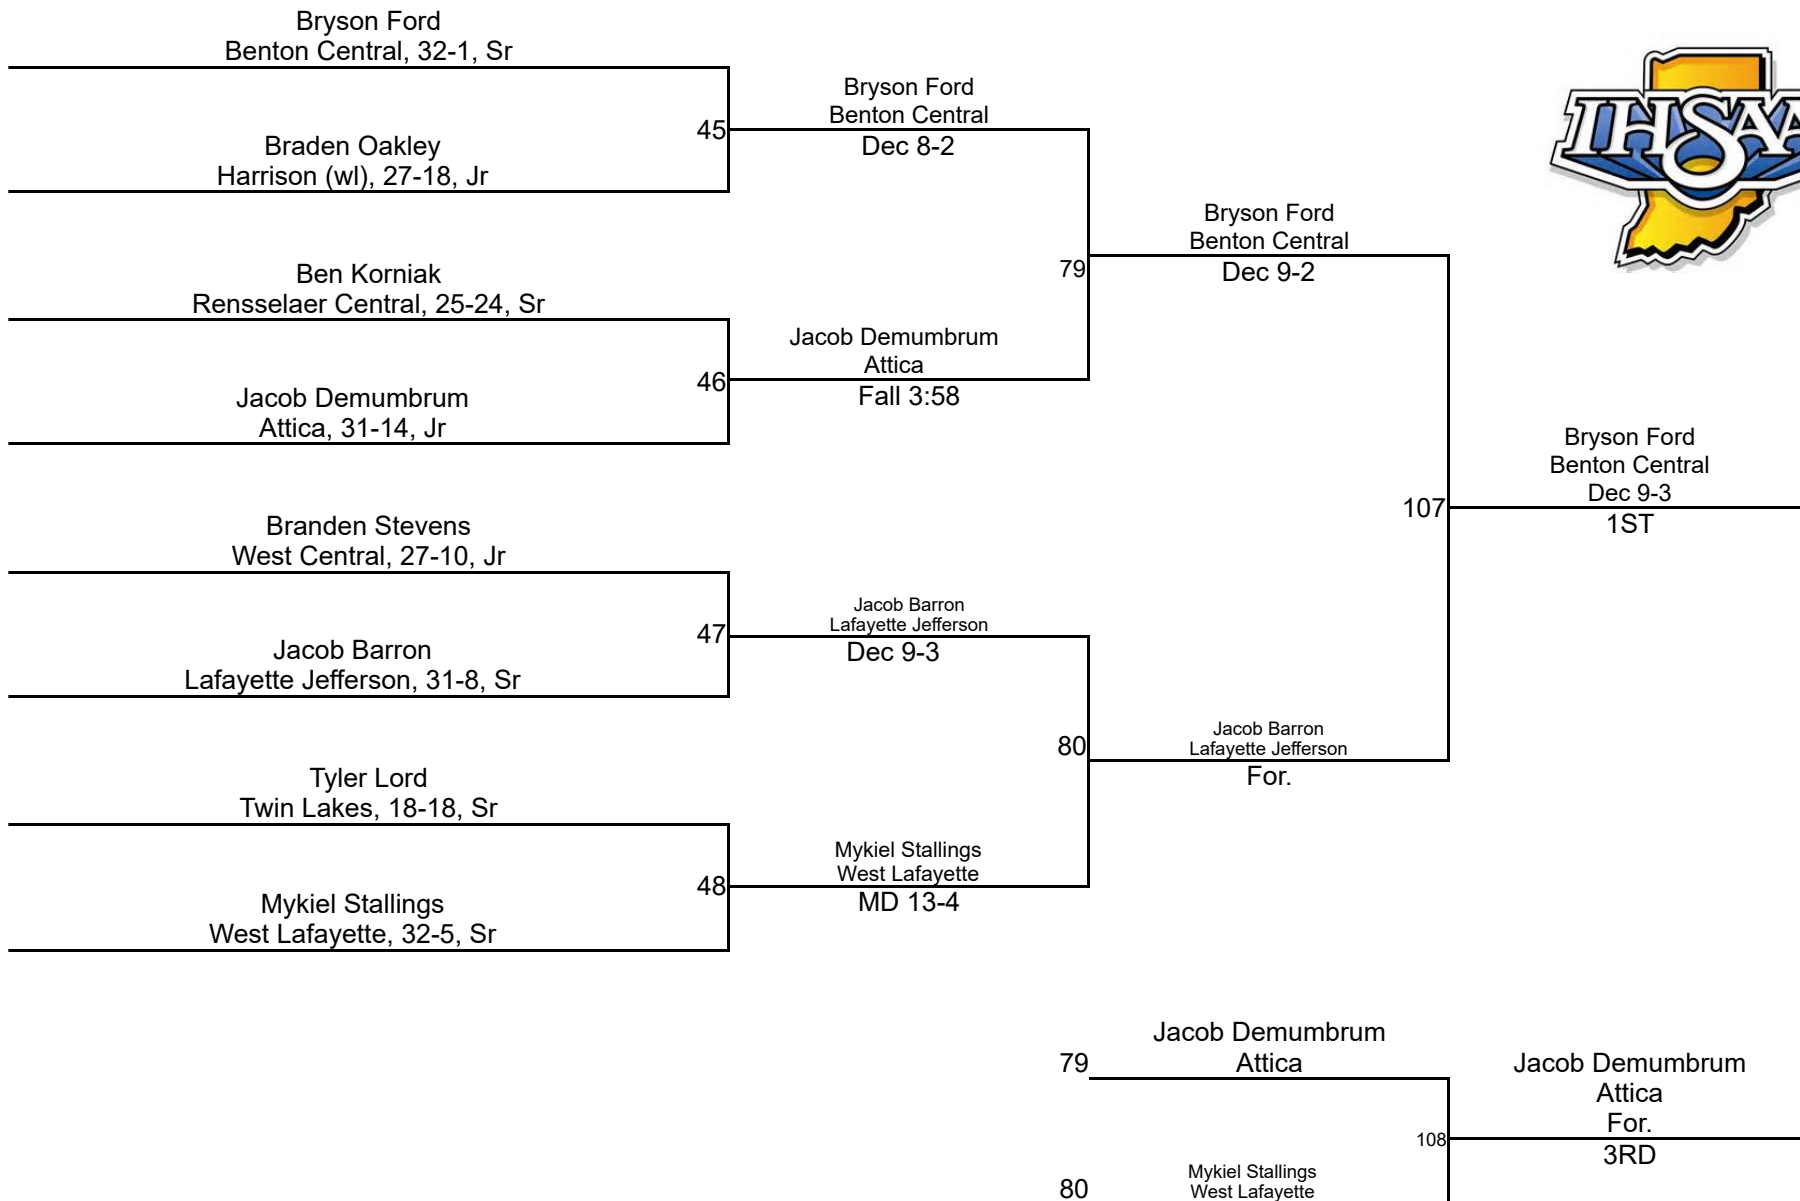 Bryson Ford
Benton Central, 32-1, Sr
Braden Oakley
Harrison (wl), 27-18, Jr
45
Bryson Ford
Benton Central
Dec 8-2
Ben Korniak
Rensselaer Central, 25-24, Sr
Jacob Demumbrum
Attica, 31-14, Jr
46
Jacob Demumbrum
Attica
Fall 3:58
79
Bryson Ford
Benton Central
Dec 9-2
Branden Stevens
West Central, 27-10, Jr
Jacob Barron
Lafayette Jefferson, 31-8, Sr
47
Jacob Barron
Lafayette Jefferson
Dec 9-3
Tyler Lord
Twin Lakes, 18-18, Sr
Mykiel Stallings
West Lafayette, 32-5, Sr
48
Mykiel Stallings
West Lafayette
MD 13-4
80
Jacob Barron
Lafayette Jefferson
For.
107
Bryson Ford
Benton Central
Dec 9-3
1ST
IHSAA
79
Jacob Demumbrum
Attica
80
Mykiel Stallings
West Lafayette
108
Jacob Demumbrum
Attica
For.
3RD